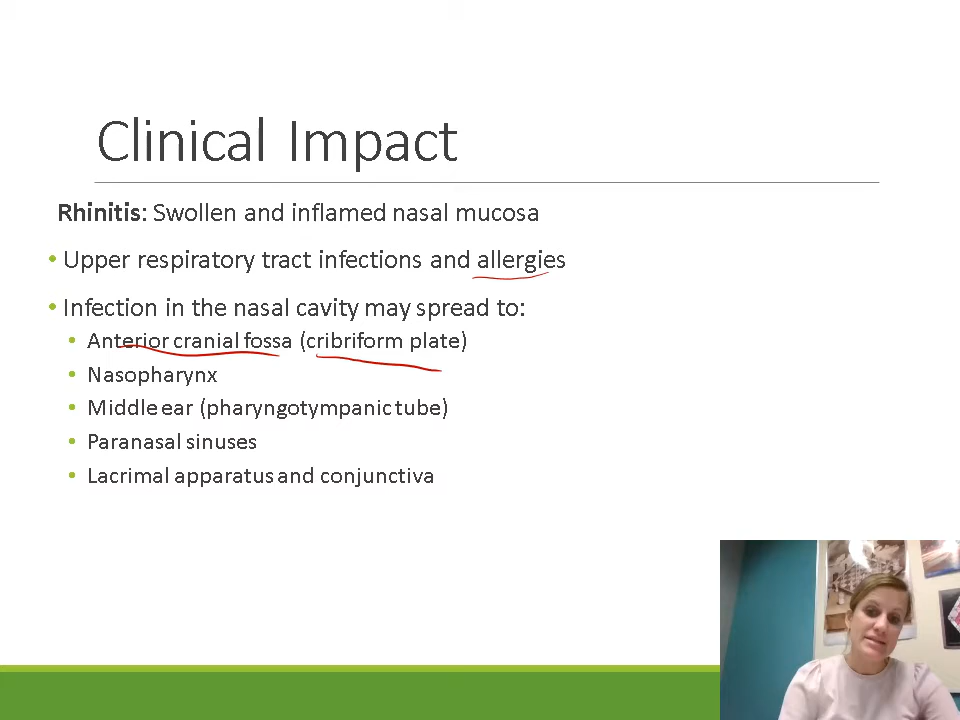 Clinical Impact
Rhinitis: Swollen and inflamed nasal mucosa
• Upper respiratory tract infections and allergies
• Infection in the nasal cavity may spread to:
• Anterior cranial fossa (cribriform plate)
• Nasopharynx
• Middle ear (pharyngotympanic tube)
• Paranasal sinuses
• Lacrimal apparatus and conjunctiva